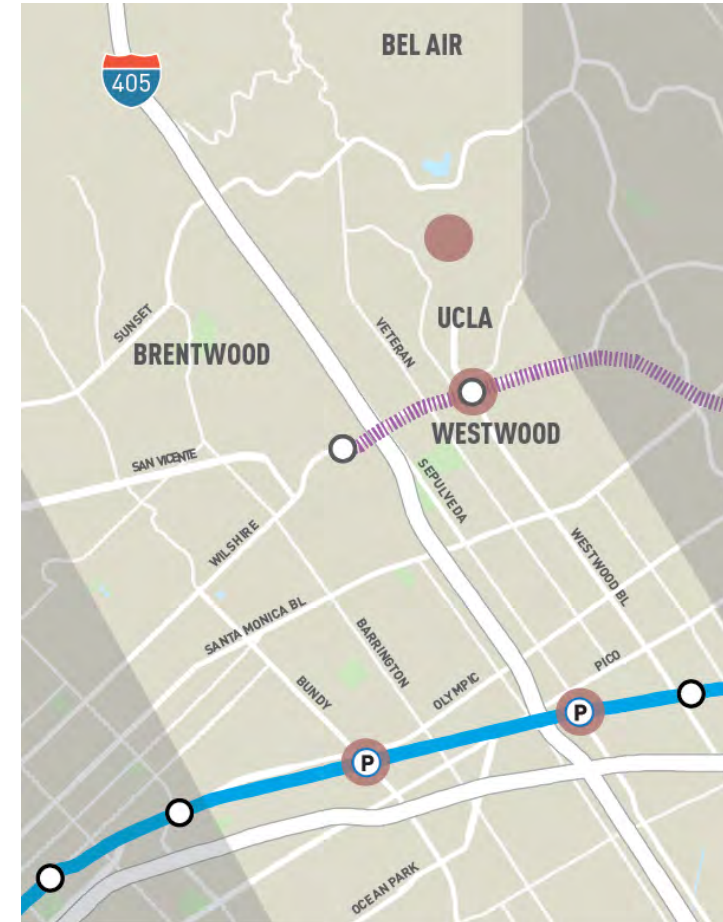 BEL AIR
405
SUNSET
BRENTWOOD
VETERAN
UCLA
WESTWOOD
SAN VICENTE
SEPULVEDA
WILSHIRE
WESTWOOD BL
SANTA MONICA BL
BARRINGTON
BUNDY
OLYMPIC
PICO
P
P
OCEAN PARK